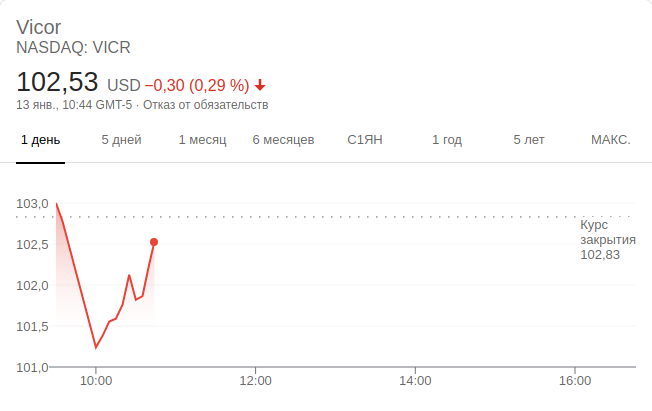 Vicor
NASDAQ: VICR
102,53 USD −0,30 (0,29 %)
13 янв., 10:44 GMT-5 · Отказ от обязательств
1 день 5 дней 1 месяц 6 месяцев С1ЯН 1 год 5 лет МАКС.
103,0
Курс
102,5 закрытия
102,83
102,0
101,5
101,0
10:00 12:00 14:00 16:00